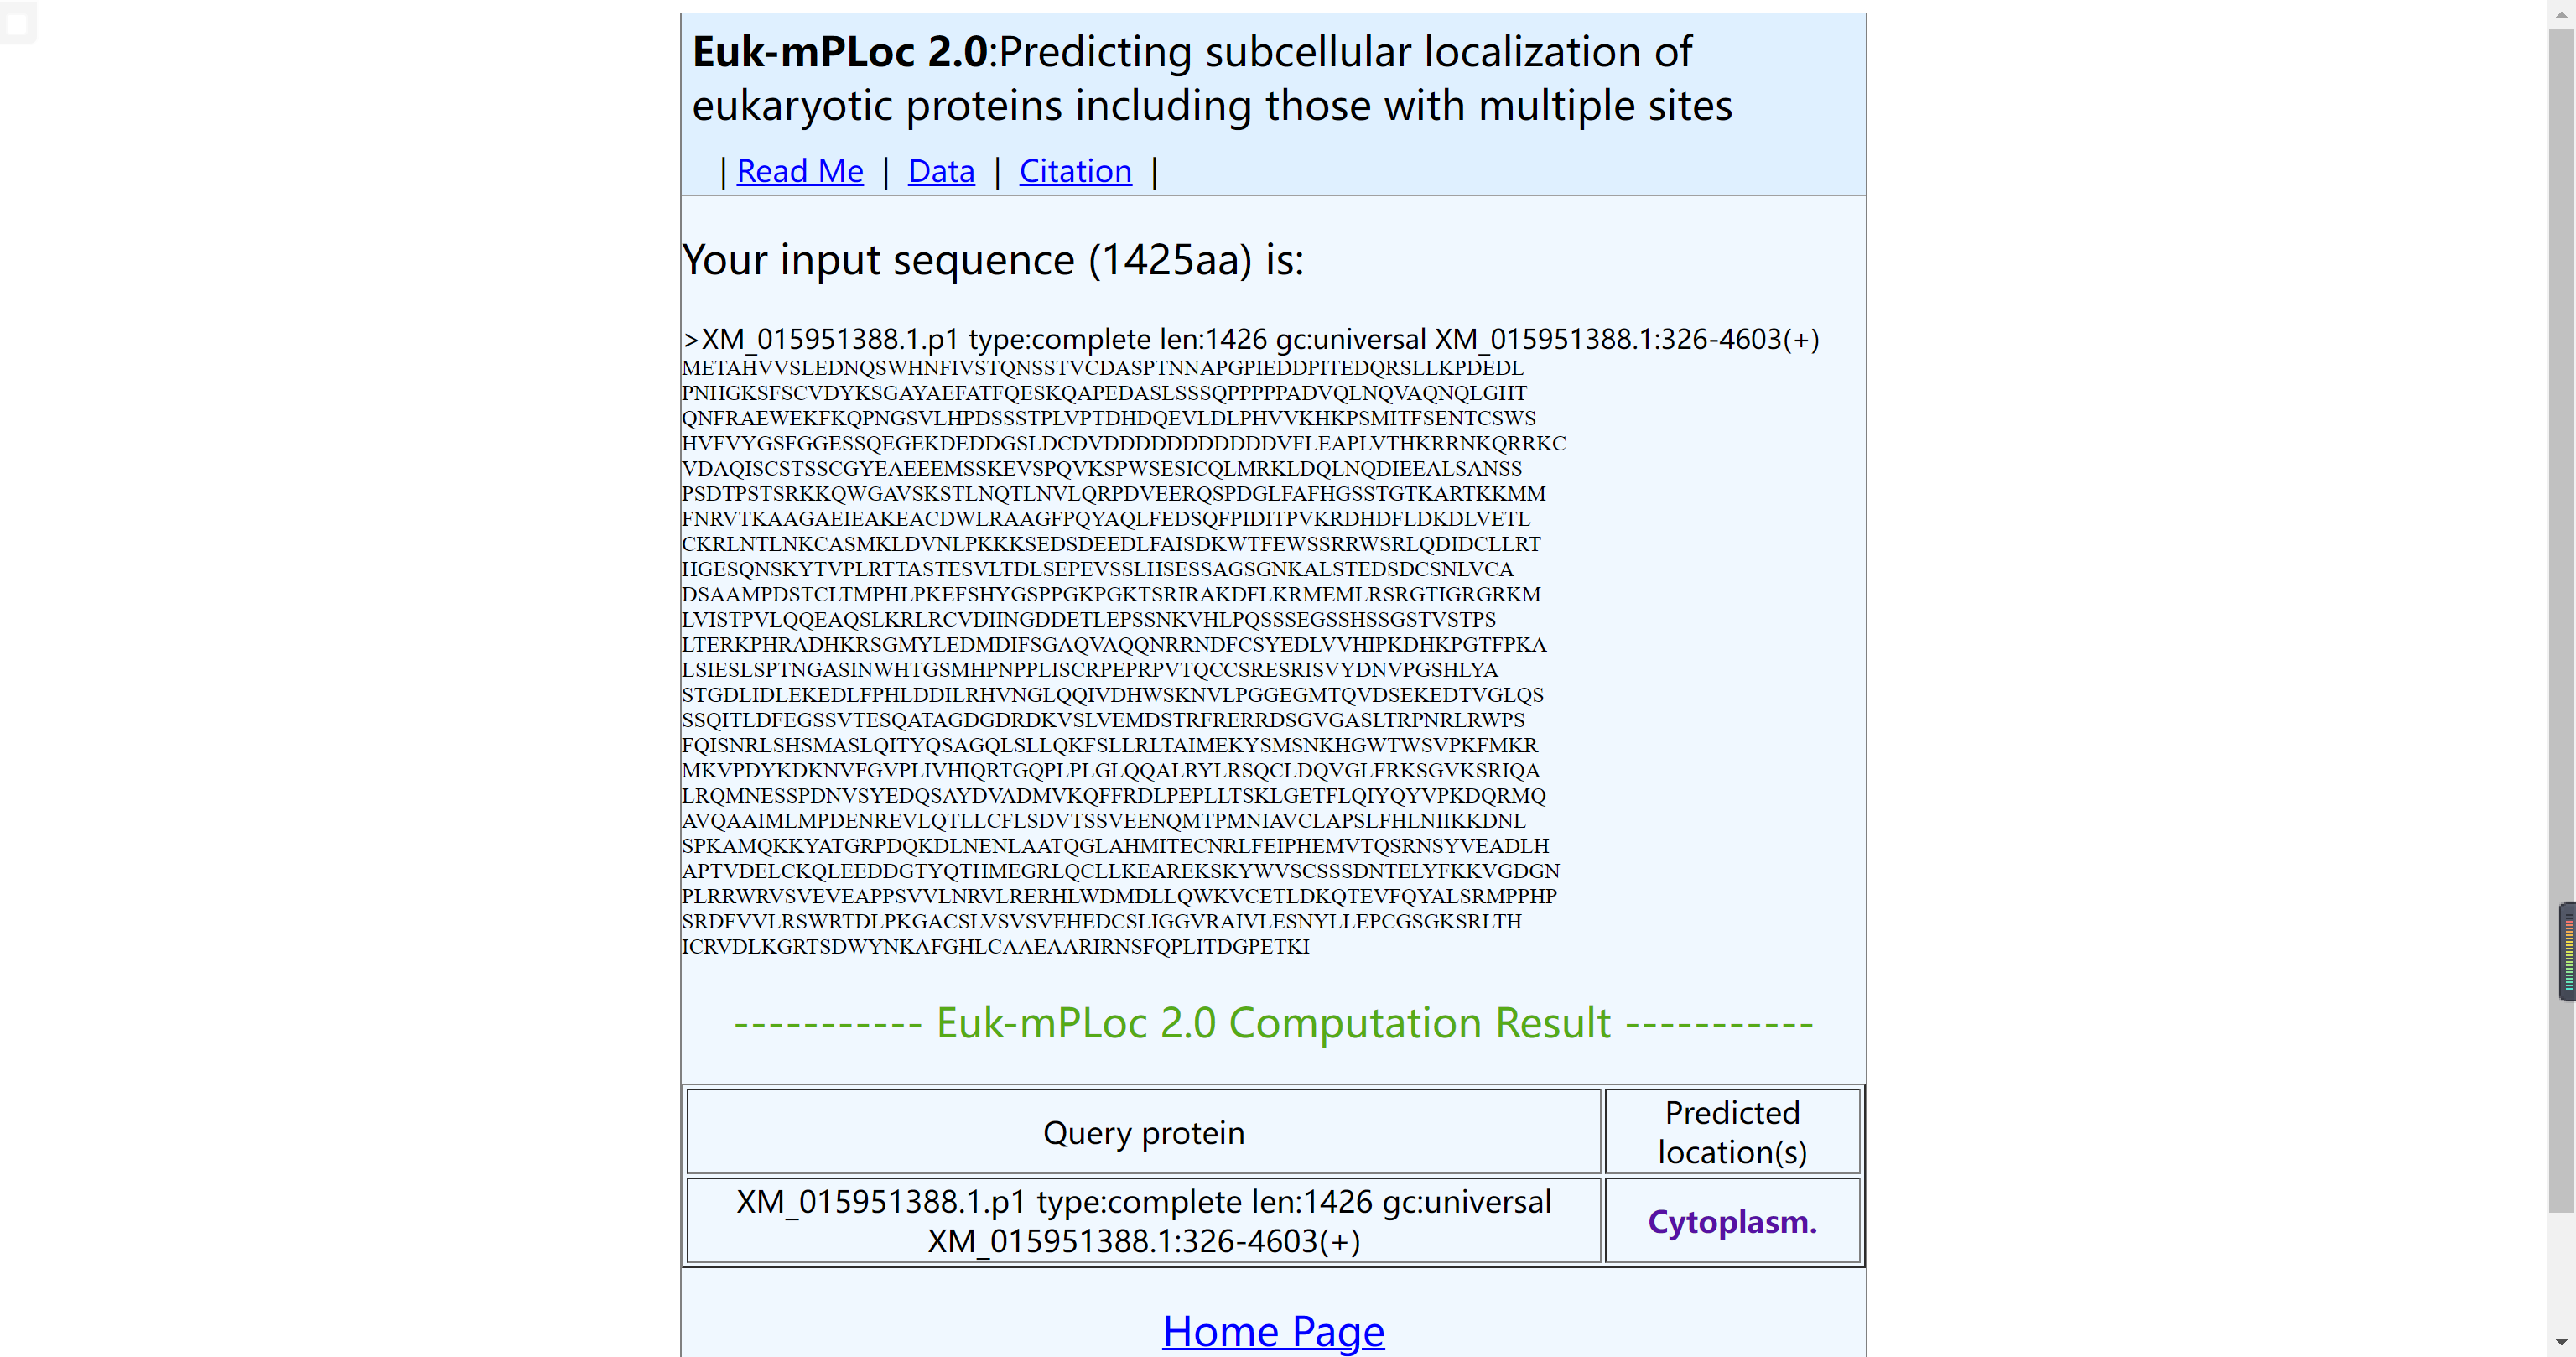 Euk-mPLoc 2.0:Predicting subcellular localization of
eukaryotic proteins including those with multiple sites
| Read Me | Data | Citation |
Your input sequence (1425aa) is:
>XM_015951388.1.p1 type:complete len:1426 gc:universal XM_015951388.1:326-4603(+)
METAHVVSLEDNQSWHNFIVSTQNSSTVCDASPTNNAPGPIEDDPITEDQRSLLKPDEDL
PNHGKSFSCVDYKSGAYAEFATFQESKQAPEDASLSSSQPPPPPADVQLNQVAQNQLGHT
QNFRAEWEKFKQPNGSVLHPDSSSTPLVPTDHDQEVLDLPHVVKHKPSMITFSENTCSWS
HVFVYGSFGGESSQEGEKDEDDGSLDCDVDDDDDDDDDDDVFLEAPLVTHKRRNKQRRKC
VDAQISCSTSSCGYEAEEEMSSKEVSPQVKSPWSESICQLMRKLDQLNQDIEEALSANSS
PSDTPSTSRKKQWGAVSKSTLNQTLNVLQRPDVEERQSPDGLFAFHGSSTGTKARTKKMM
FNRVTKAAGAEIEAKEACDWLRAAGFPQYAQLFEDSQFPIDITPVKRDHDFLDKDLVETL
CKRLNTLNKCASMKLDVNLPKKKSEDSDEEDLFAISDKWTFEWSSRRWSRLQDIDCLLRT
HGESQNSKYTVPLRTTASTESVLTDLSEPEVSSLHSESSAGSGNKALSTEDSDCSNLVCA
DSAAMPDSTCLTMPHLPKEFSHYGSPPGKPGKTSRIRAKDFLKRMEMLRSRGTIGRGRKM
LVISTPVLQQEAQSLKRLRCVDIINGDDETLEPSSNKVHLPQSSSEGSSHSSGSTVSTPS
LTERKPHRADHKRSGMYLEDMDIFSGAQVAQQNRRNDFCSYEDLVVHIPKDHKPGTFPKA
LSIESLSPTNGASINWHTGSMHPNPPLISCRPEPRPVTQCCSRESRISVYDNVPGSHLYA
STGDLIDLEKEDLFPHLDDILRHVNGLQQIVDHWSKNVLPGGEGMTQVDSEKEDTVGLQS
SSQITLDFEGSSVTESQATAGDGDRDKVSLVEMDSTRFRERRDSGVGASLTRPNRLRWPS
FQISNRLSHSMASLQITYQSAGQLSLLQKFSLLRLTAIMEKYSMSNKHGWTWSVPKFMKR
MKVPDYKDKNVFGVPLIVHIQRTGQPLPLGLQQALRYLRSQCLDQVGLFRKSGVKSRIQA
LRQMNESSPDNVSYEDQSAYDVADMVKQFFRDLPEPLLTSKLGETFLQIYQYVPKDQRMQ
AVQAAIMLMPDENREVLQTLLCFLSDVTSSVEENQMTPMNIAVCLAPSLFHLNIIKKDNL
SPKAMQKKYATGRPDQKDLNENLAATQGLAHMITECNRLFEIPHEMVTQSRNSYVEADLH
APTVDELCKQLEEDDGTYQTHMEGRLQCLLKEAREKSKYWVSCSSSDNTELYFKKVGDGN
PLRRWRVSVEVEAPPSVVLNRVLRERHLWDMDLLQWKVCETLDKQTEVFQYALSRMPPHP
SRDFVVLRSWRTDLPKGACSLVSVSVEHEDCSLIGGVRAIVLESNYLLEPCGSGKSRLTH
ICRVDLKGRTSDWYNKAFGHLCAAEAARIRNSFQPLITDGPETKI
----------- Euk-mPLoc 2.0 Computation Result -----------
Query protein
Predicted
location(s)
XM_015951388.1.p1 type:complete len:1426 gc:universal
XM_015951388.1:326-4603(+)
Cytoplasm.
Home Page